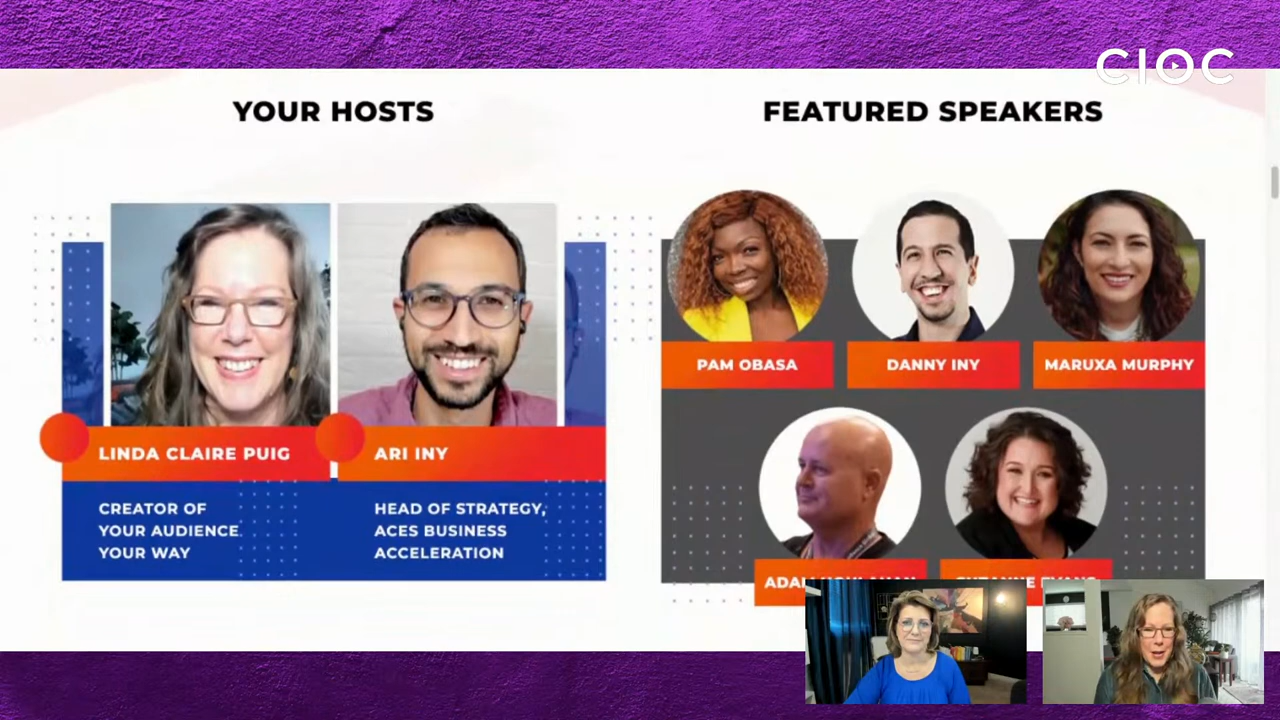 CIOC
YOUR HOSTS
FEATURED SPEAKERS
PAM OBASA
DANNY INY
MARUXA MURPHY
LINDA CLAIRE PUIG
ARI INY
CREATOR OF
YOUR AUDIENCE
YOUR WAY
HEAD OF STRATEGY,
ACES BUSINESS
ACCELERATION